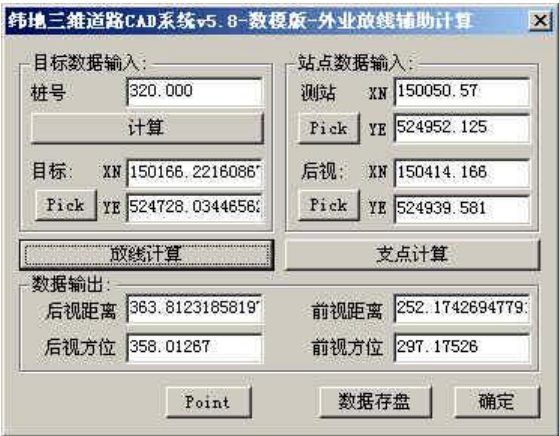 纬地三维道路CAD系统v5.8-数模版-外业放线辅助计算
目标数据输入:
桩号 320.000
计算
目标: XN 150166.2216086
Pick YE 524728.0344656
站点数据输入:
测站 XN 150050.57
Pick YE 524952.125
后视: XN 150414.166
Pick YE 524939.581
放线计算 支点计算
数据输出:
后视距离 363.8123185819 前视距离 252.1742694779
后视方位 358.01267 前视方位 297.17526
Point 数据存盘 确定